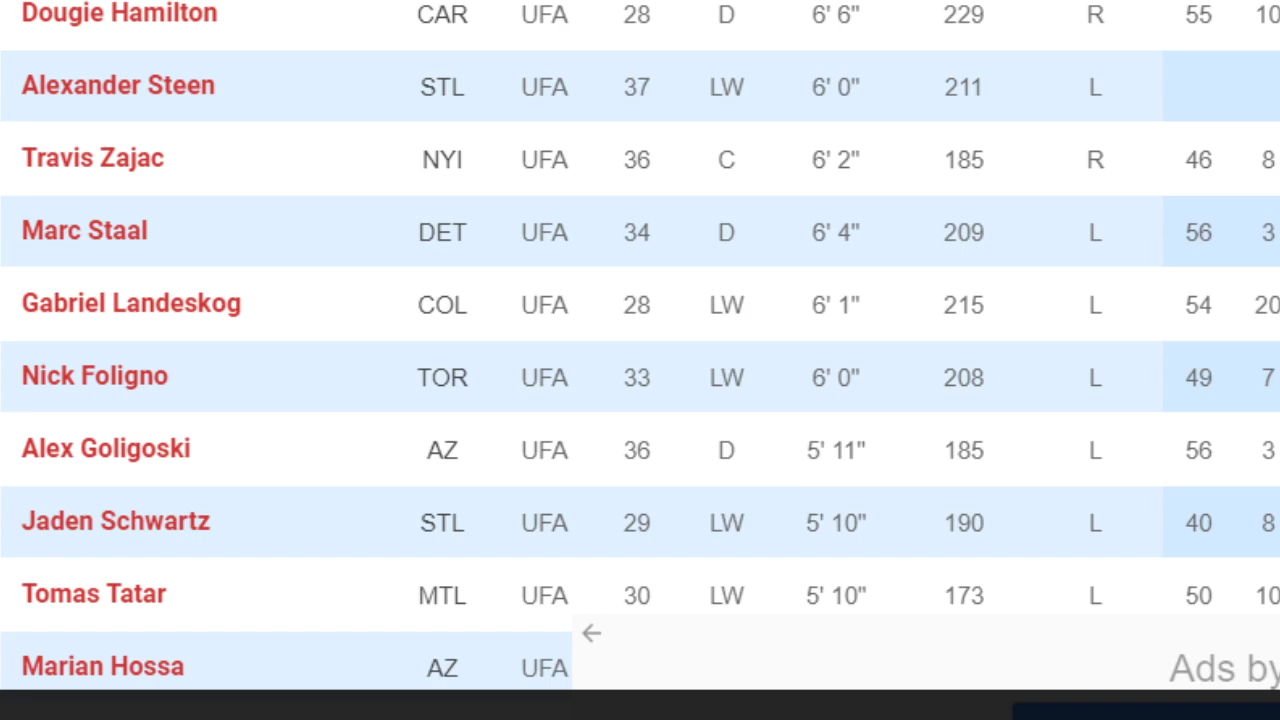 Dougie Hamilton CAR UFA 28 D 6' 6" 229 R 55 10
Alexander Steen STL UFA 37 LW 6' 0" 211 L
Travis Zajac NYI UFA 36 C 6' 2" 185 R 46 8
Marc Staal DET UFA 34 D 6' 4" 209 L 56 3
Gabriel Landeskog COL UFA 28 LW 6' 1" 215 L 54 20
Nick Foligno TOR UFA 33 LW 6' 0" 208 L 49 7
Alex Goligoski AZ UFA 36 D 5' 11" 185 L 56 3
Jaden Schwartz STL UFA 29 LW 5' 10" 190 L 40 8
Tomas Tatar MTL UFA 30 LW 5' 10" 173 L 50 10
Marian Hossa AZ UFA
Ads by